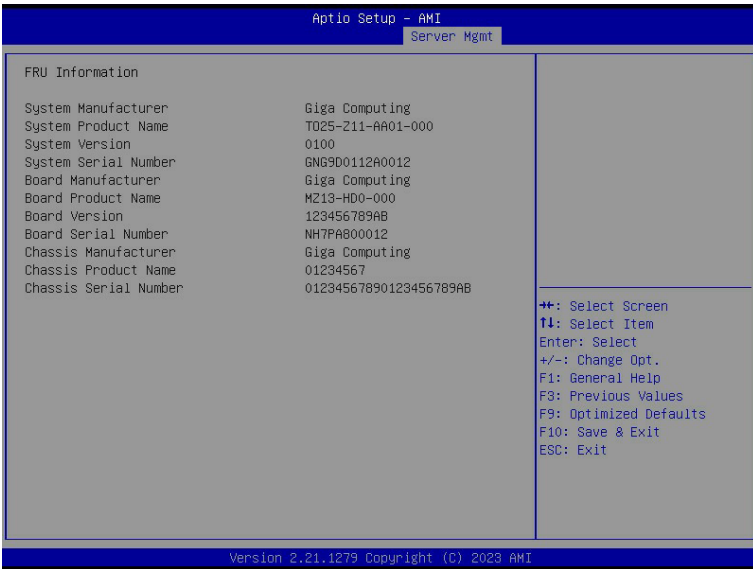 Aptio Setup - AMI
Server Mgmt
FRU Information
System Manufacturer Giga Computing
System Product Name TO25-Z11-AA01-000
System Version 0100
System Serial Number GNG9D0112A0012
Board Manufacturer Giga Computing
Board Product Name MZ13-HD0-000
Board Version 123456789AB
Board Serial Number NH7PA800012
Chassis Manufacturer Giga Computing
Chassis Product Name 01234567
Chassis Serial Number 01234567890123456789AB
→←: Select Screen
↑↓: Select Item
Enter: Select
+/-: Change Opt.
F1: General Help
F3: Previous Values
F9: Optimized Defaults
F10: Save & Exit
ESC: Exit
Version 2.21.1279 Copyright (C) 2023 AMI